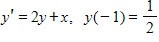 y′ = 2y + x, y(−1) = 1/2